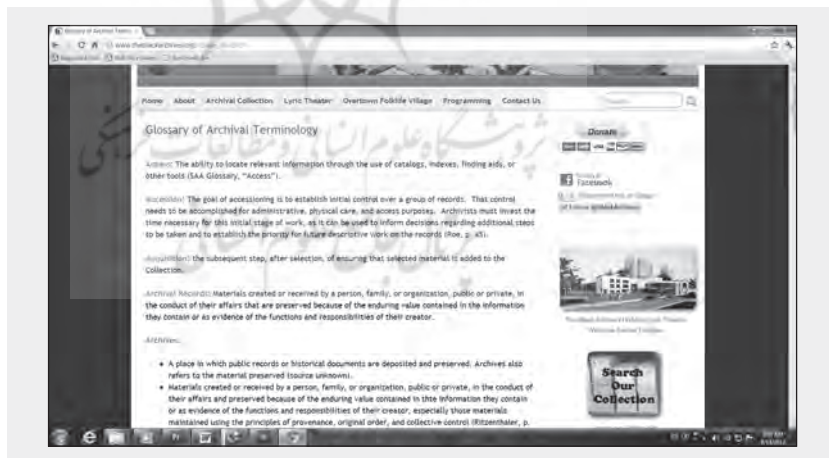 Glossary of Archival Terms
Home About Archival Collection Lyric Theater Overtown Folklife Village Programming Contact Us
Glossary of Archival Terminology
Access: The ability to locate relevant information through the use of catalogs, indexes, finding aids, or
other tools (SAA Glossary, "Access").
Accession: The goal of accessioning is to establish initial control over a group of records. That control
needs to be accomplished for administrative, physical care, and access purposes. Archivists must invest the
time necessary for this initial stage of work, as it can be used to inform decisions regarding additional steps
to be taken and to establish the priority for future descriptive work on the records (Roe, p. 45).
Acquisition: the subsequent step, after selection, of ensuring that selected material is added to the
Collection.
Archival Records: Materials created or received by a person, family, or organization, public or private, in
the conduct of their affairs that are preserved because of the enduring value contained in the information
they contain or as evidence of the functions and responsibilities of their creator.
Archives:
A place in which public records or historical documents are deposited and preserved. Archives also
refers to the material preserved (source unknown).
Materials created or received by a person, family, or organization, public or private, in the conduct of
their affairs and preserved because of the enduring value contained in the information they contain
or as evidence of the functions and responsibilities of their creator, especially those materials
maintained using the principles of provenance, original order, and collective control (Ritzenthaler, p.
Donate
Facebook
Search
Our
Collection
پژوهشگاه علوم انسانی و مطالعات فرهنگی
پرتال جامع علوم انسانی